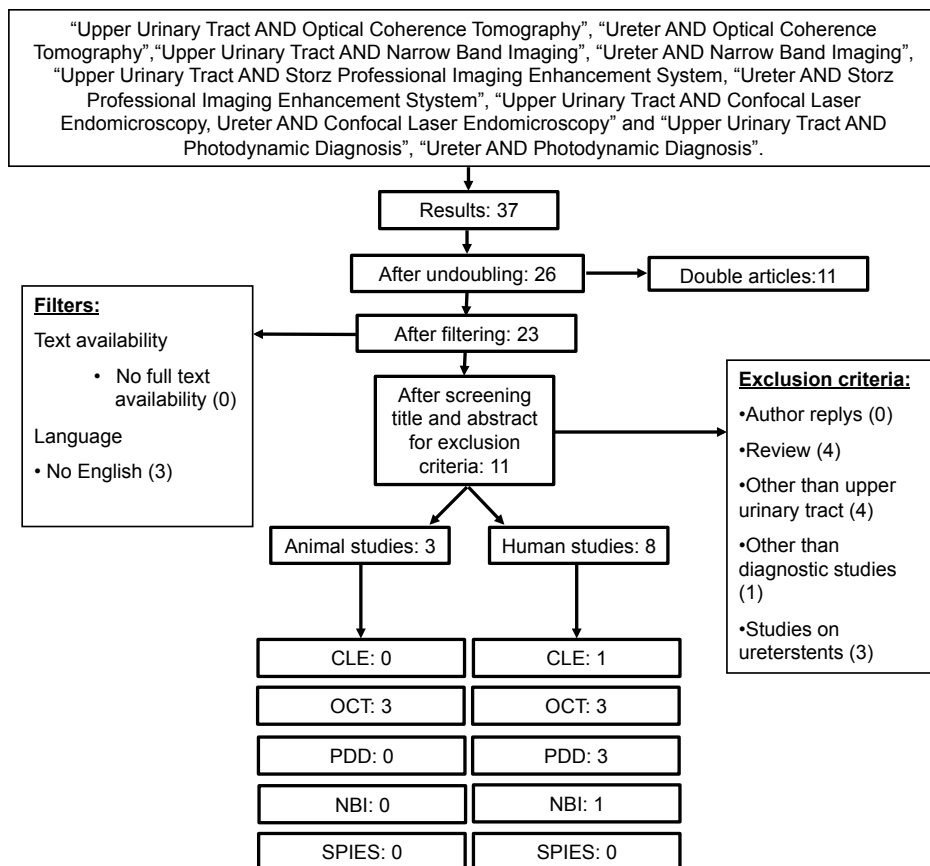 “Upper Urinary Tract AND Optical Coherence Tomography”, “Ureter AND Optical Coherence
Tomography”,“Upper Urinary Tract AND Narrow Band Imaging”, “Ureter AND Narrow Band Imaging”,
“Upper Urinary Tract AND Storz Professional Imaging Enhancement System, “Ureter AND Storz
Professional Imaging Enhancement Stystem”, “Upper Urinary Tract AND Confocal Laser
Endomicroscopy, Ureter AND Confocal Laser Endomicroscopy” and “Upper Urinary Tract AND
Photodynamic Diagnosis”, “Ureter AND Photodynamic Diagnosis”.
Results: 37
After undoubling: 26
Double articles:11
Filters:
Text availability
• No full text
availability (0)
Language
• No English (3)
After filtering: 23
After screening
title and abstract
for exclusion
criteria: 11
Exclusion criteria:
•Author replys (0)
•Review (4)
•Other than upper
urinary tract (4)
•Other than
diagnostic studies
(1)
•Studies on
ureterstents (3)
Animal studies: 3
Human studies: 8
CLE: 0
CLE: 1
OCT: 3
OCT: 3
PDD: 0
PDD: 3
NBI: 0
NBI: 1
SPIES: 0
SPIES: 0